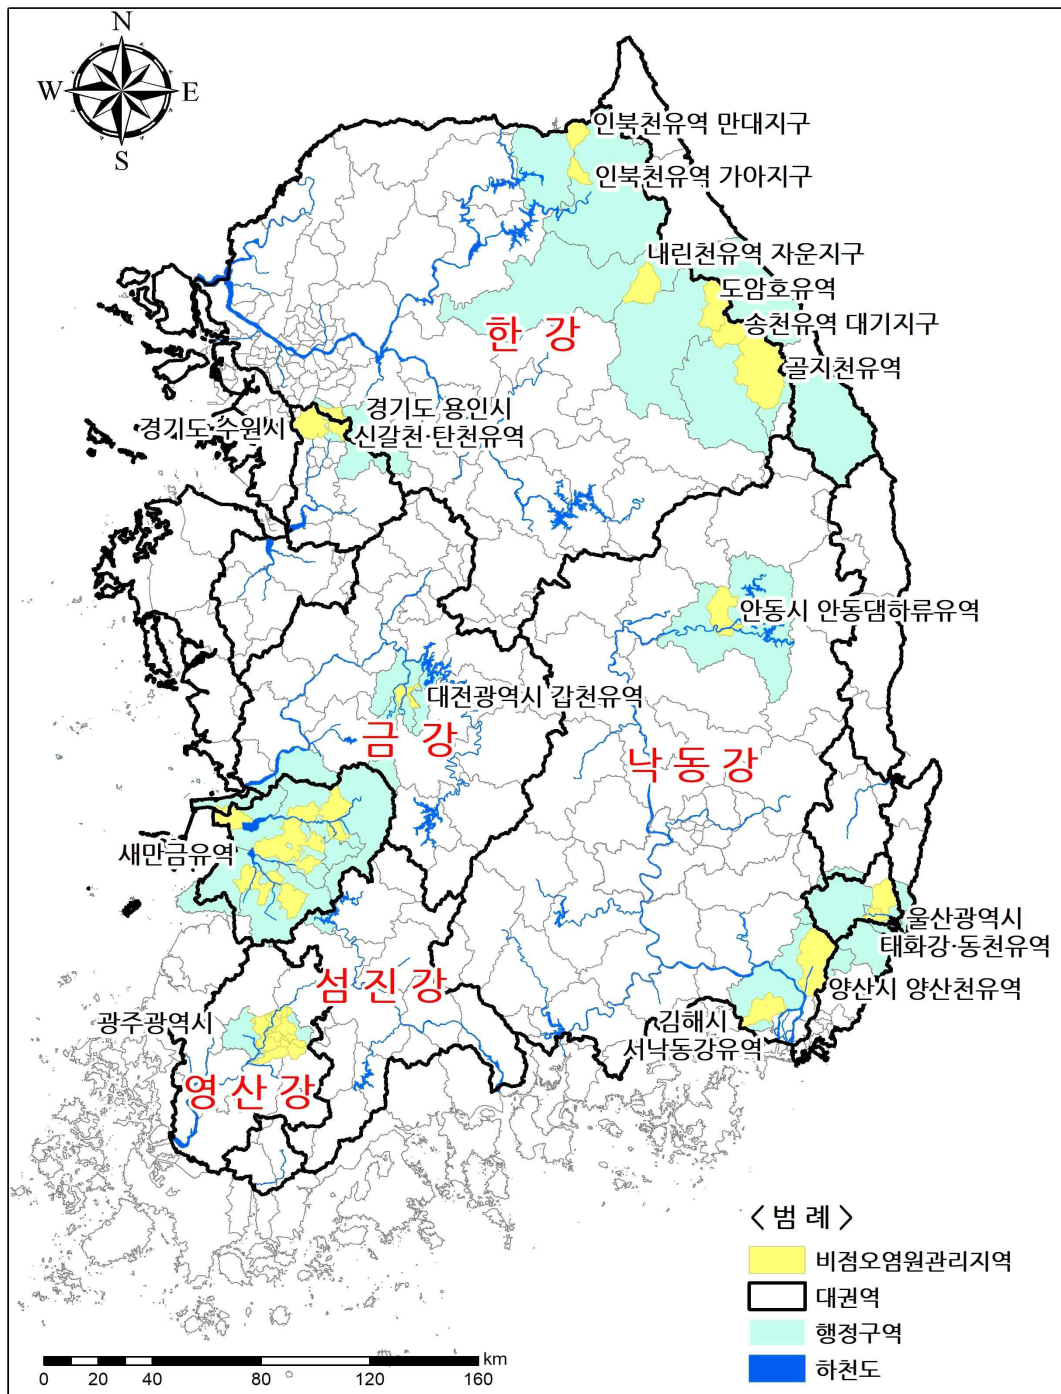 N
W
E
S
인북천유역 만대지구
인북천유역 가아지구
내린천유역 자운지구
도암호유역
한 강
송천유역 대기지구
골지천유역
경기도 수원시
경기도 용인시
신갈천·탄천유역
안동시 안동댐하류유역
대전광역시 갑천유역
금 강
낙 동 강
새만금유역
울산광역시
태화강·동천유역
섬 진 강
양산시 양산천유역
광주광역시
김해시
서낙동강유역
영 산 강
< 범 례 >
비점오염원관리지역
대권역
행정구역
하천도
km
0 20 40 80 120 160